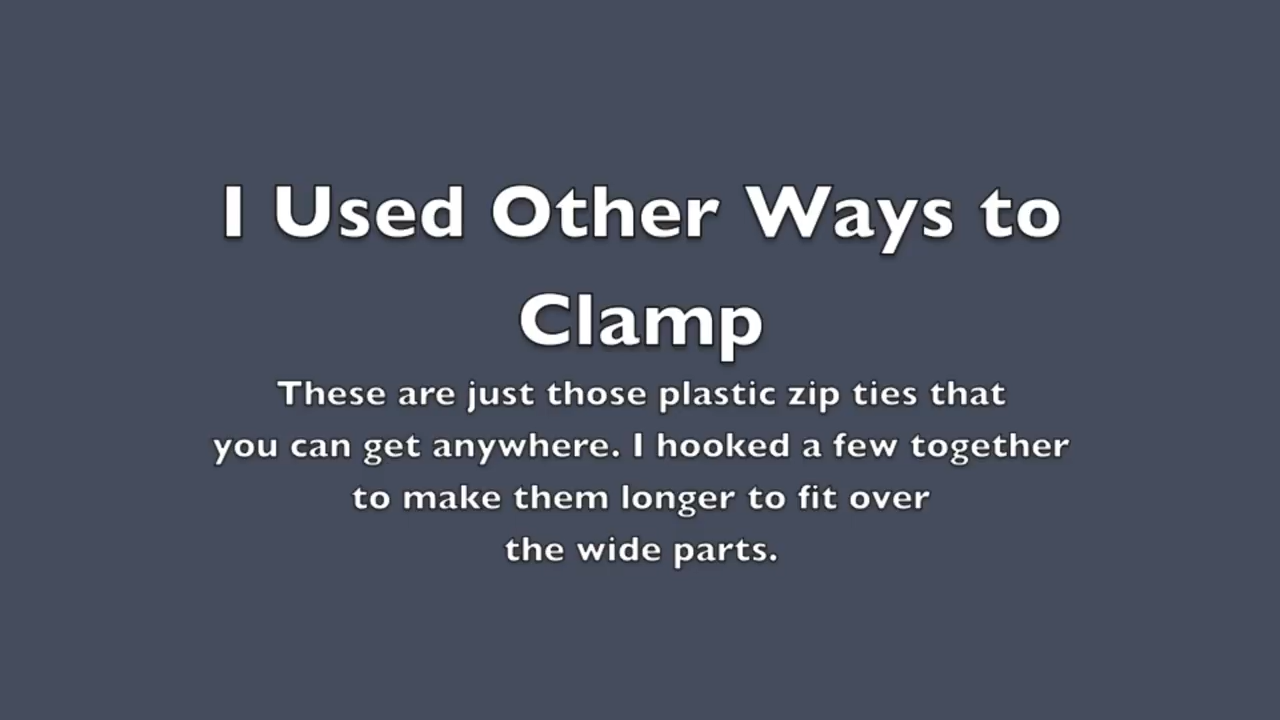 I Used Other Ways to
Clamp
These are just those plastic zip ties that
you can get anywhere. I hooked a few together
to make them longer to fit over
the wide parts.